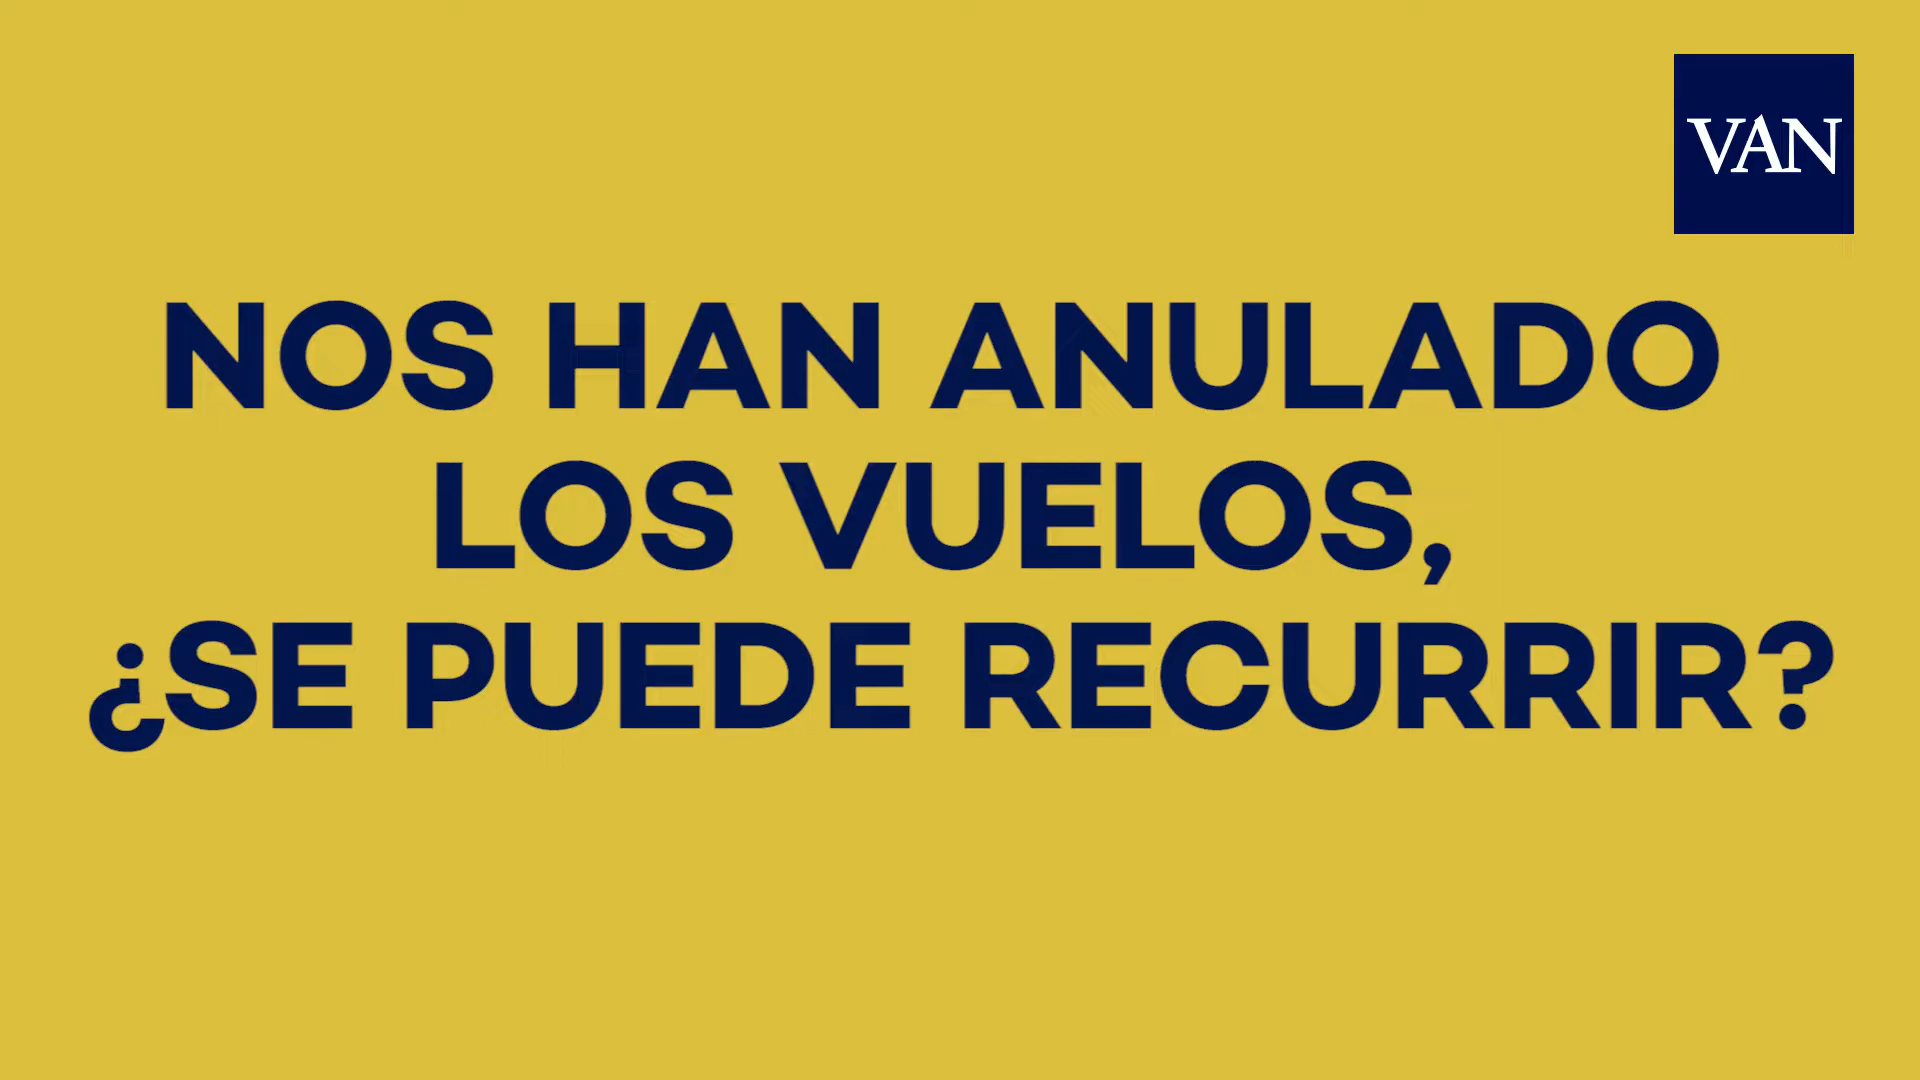 VAN
NOS HAN ANULADO
LOS VUELOS,
¿SE PUEDE RECURRIR?